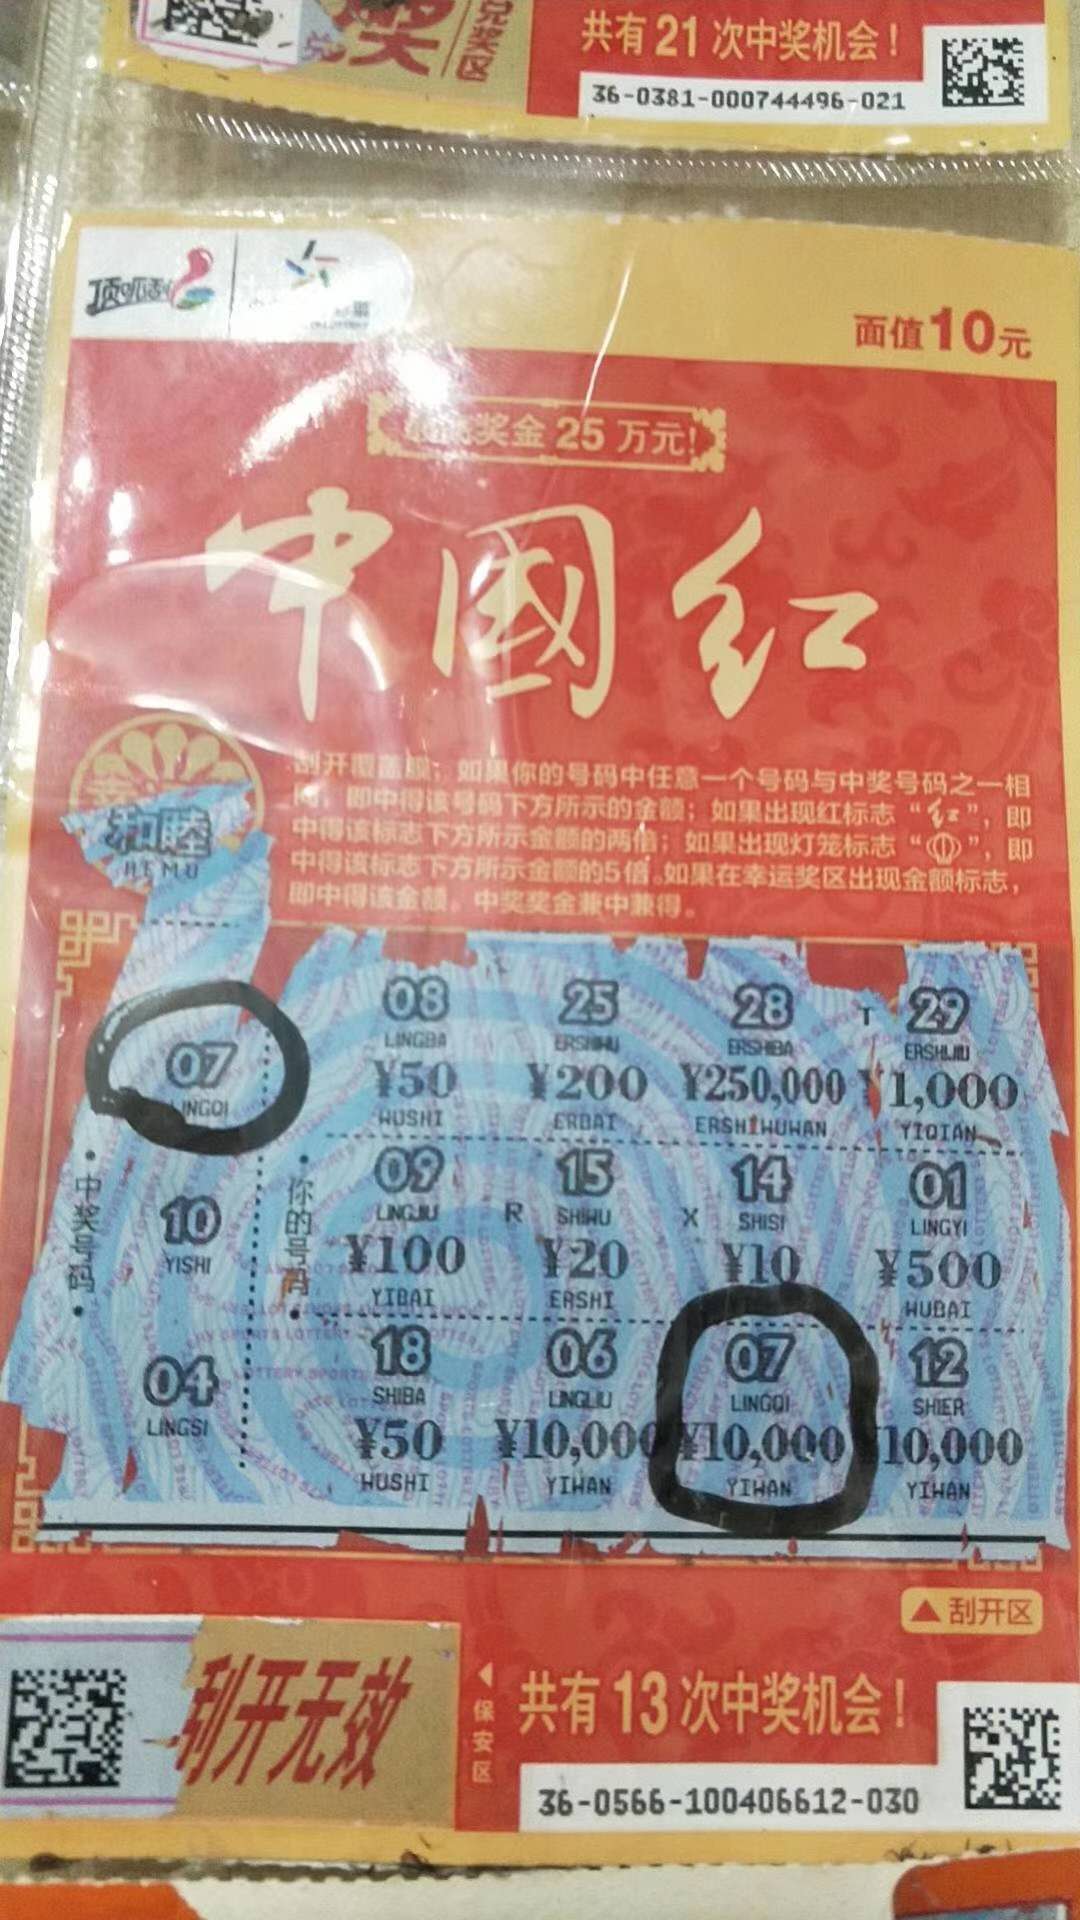 兑奖区
共有21次中奖机会!
36-0381-000744496-021
顶呱刮
面值10元
奖金25万元!
中國红
刮开覆盖膜;如果你的号码中任意一个号码与中奖号码之一相
同,即中得该号码下方所示的金额;如果出现红标志“红”,即
中得该标志下方所示金额的两倍;如果出现灯笼标志“ ”,即
中得该标志下方所示金额的5倍。如果在幸运奖区出现金额标志,
即中得该金额。中奖奖金兼中兼得。
和睦
HEMU
·中奖号码·
07
LINGQI
10
YISHI
04
LINGSI
·你的号码·
08 25 28 T 29
LINGBA ERSHIWU ERSHIBA ERSHIJIU
¥50 ¥200 ¥250,000 ¥1,000
WUSHI ERBAI ERSHIWUWAN YIQIAN
09 15 14 01
LINGJIU R SHIWU X SHISI LINGYI
¥100 ¥20 ¥10 ¥500
YIBAI ERSHI WUBAI
18 06 07 12
SHIBA LINGLIU LINGQI SHIER
¥50 ¥10,000 ¥10,000 10,000
WUSHI YIWAN YIWAN YIWAN
▲刮开区
刮开无效
◀保安区
共有13次中奖机会!
36-0566-100406612-030